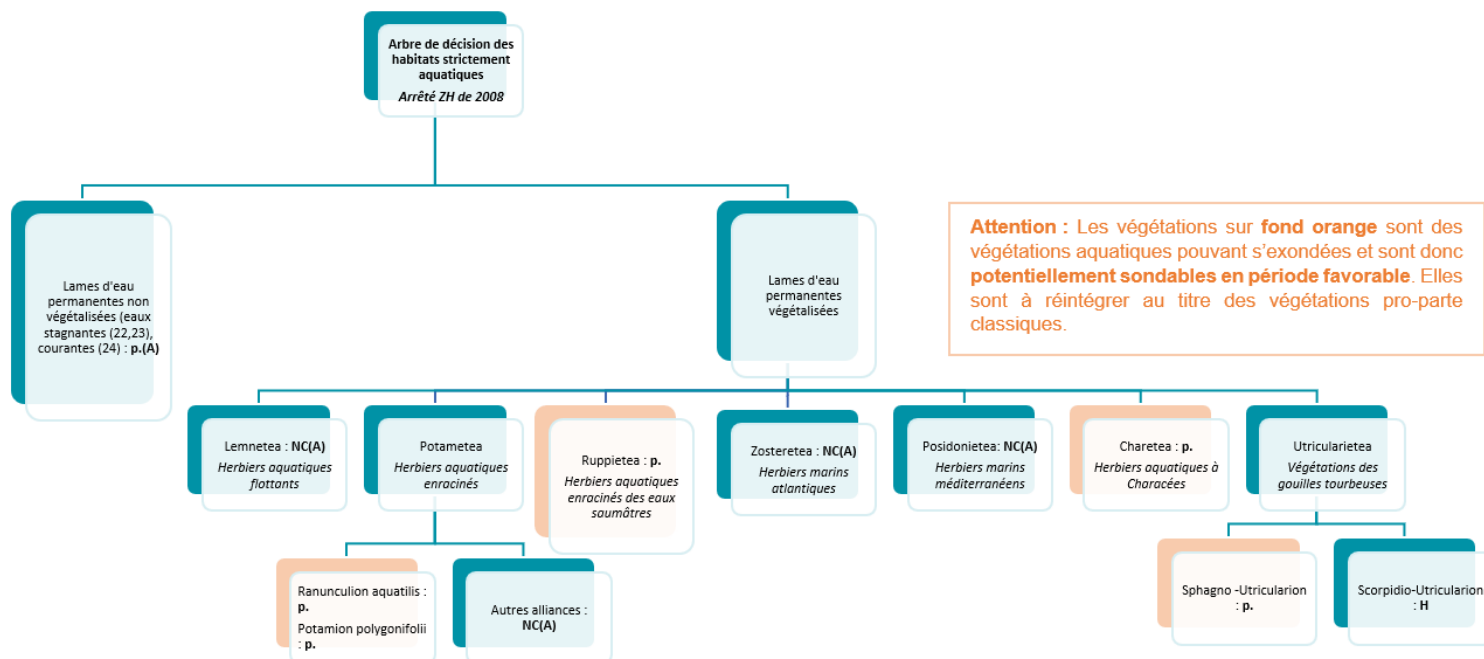 Arbre de décision des
habitats strictement
aquatiques
Arrêté ZH de 2008
Lames d'eau
permanentes non
végétalisées (eaux
stagnantes (22,23),
courantes (24) : p.(A)
Lames d'eau
permanentes
végétalisées
Attention : Les végétations sur fond orange sont des
végétations aquatiques pouvant s'exondées et sont donc
potentiellement sondables en période favorable. Elles
sont à réintégrer au titre des végétations pro-parte
classiques.
Lemnetea : NC(A)
Herbiers aquatiques
flottants
Potametea
Herbiers aquatiques
enracinés
Ruppietea : p.
Herbiers aquatiques
enracinés des eaux
saumâtres
Zosteretea : NC(A)
Herbiers marins
atlantiques
Posidonietea: NC(A)
Herbiers marins
méditerranéens
Charetea : p.
Herbiers aquatiques à
Characées
Utricularietea
Végétations des
gouilles tourbeuses
Ranunculion aquatilis :
p.
Potamion polygonifolii
: p.
Autres alliances :
NC(A)
Sphagno -Utricularion
: p.
Scorpidio-Utricularion
: H